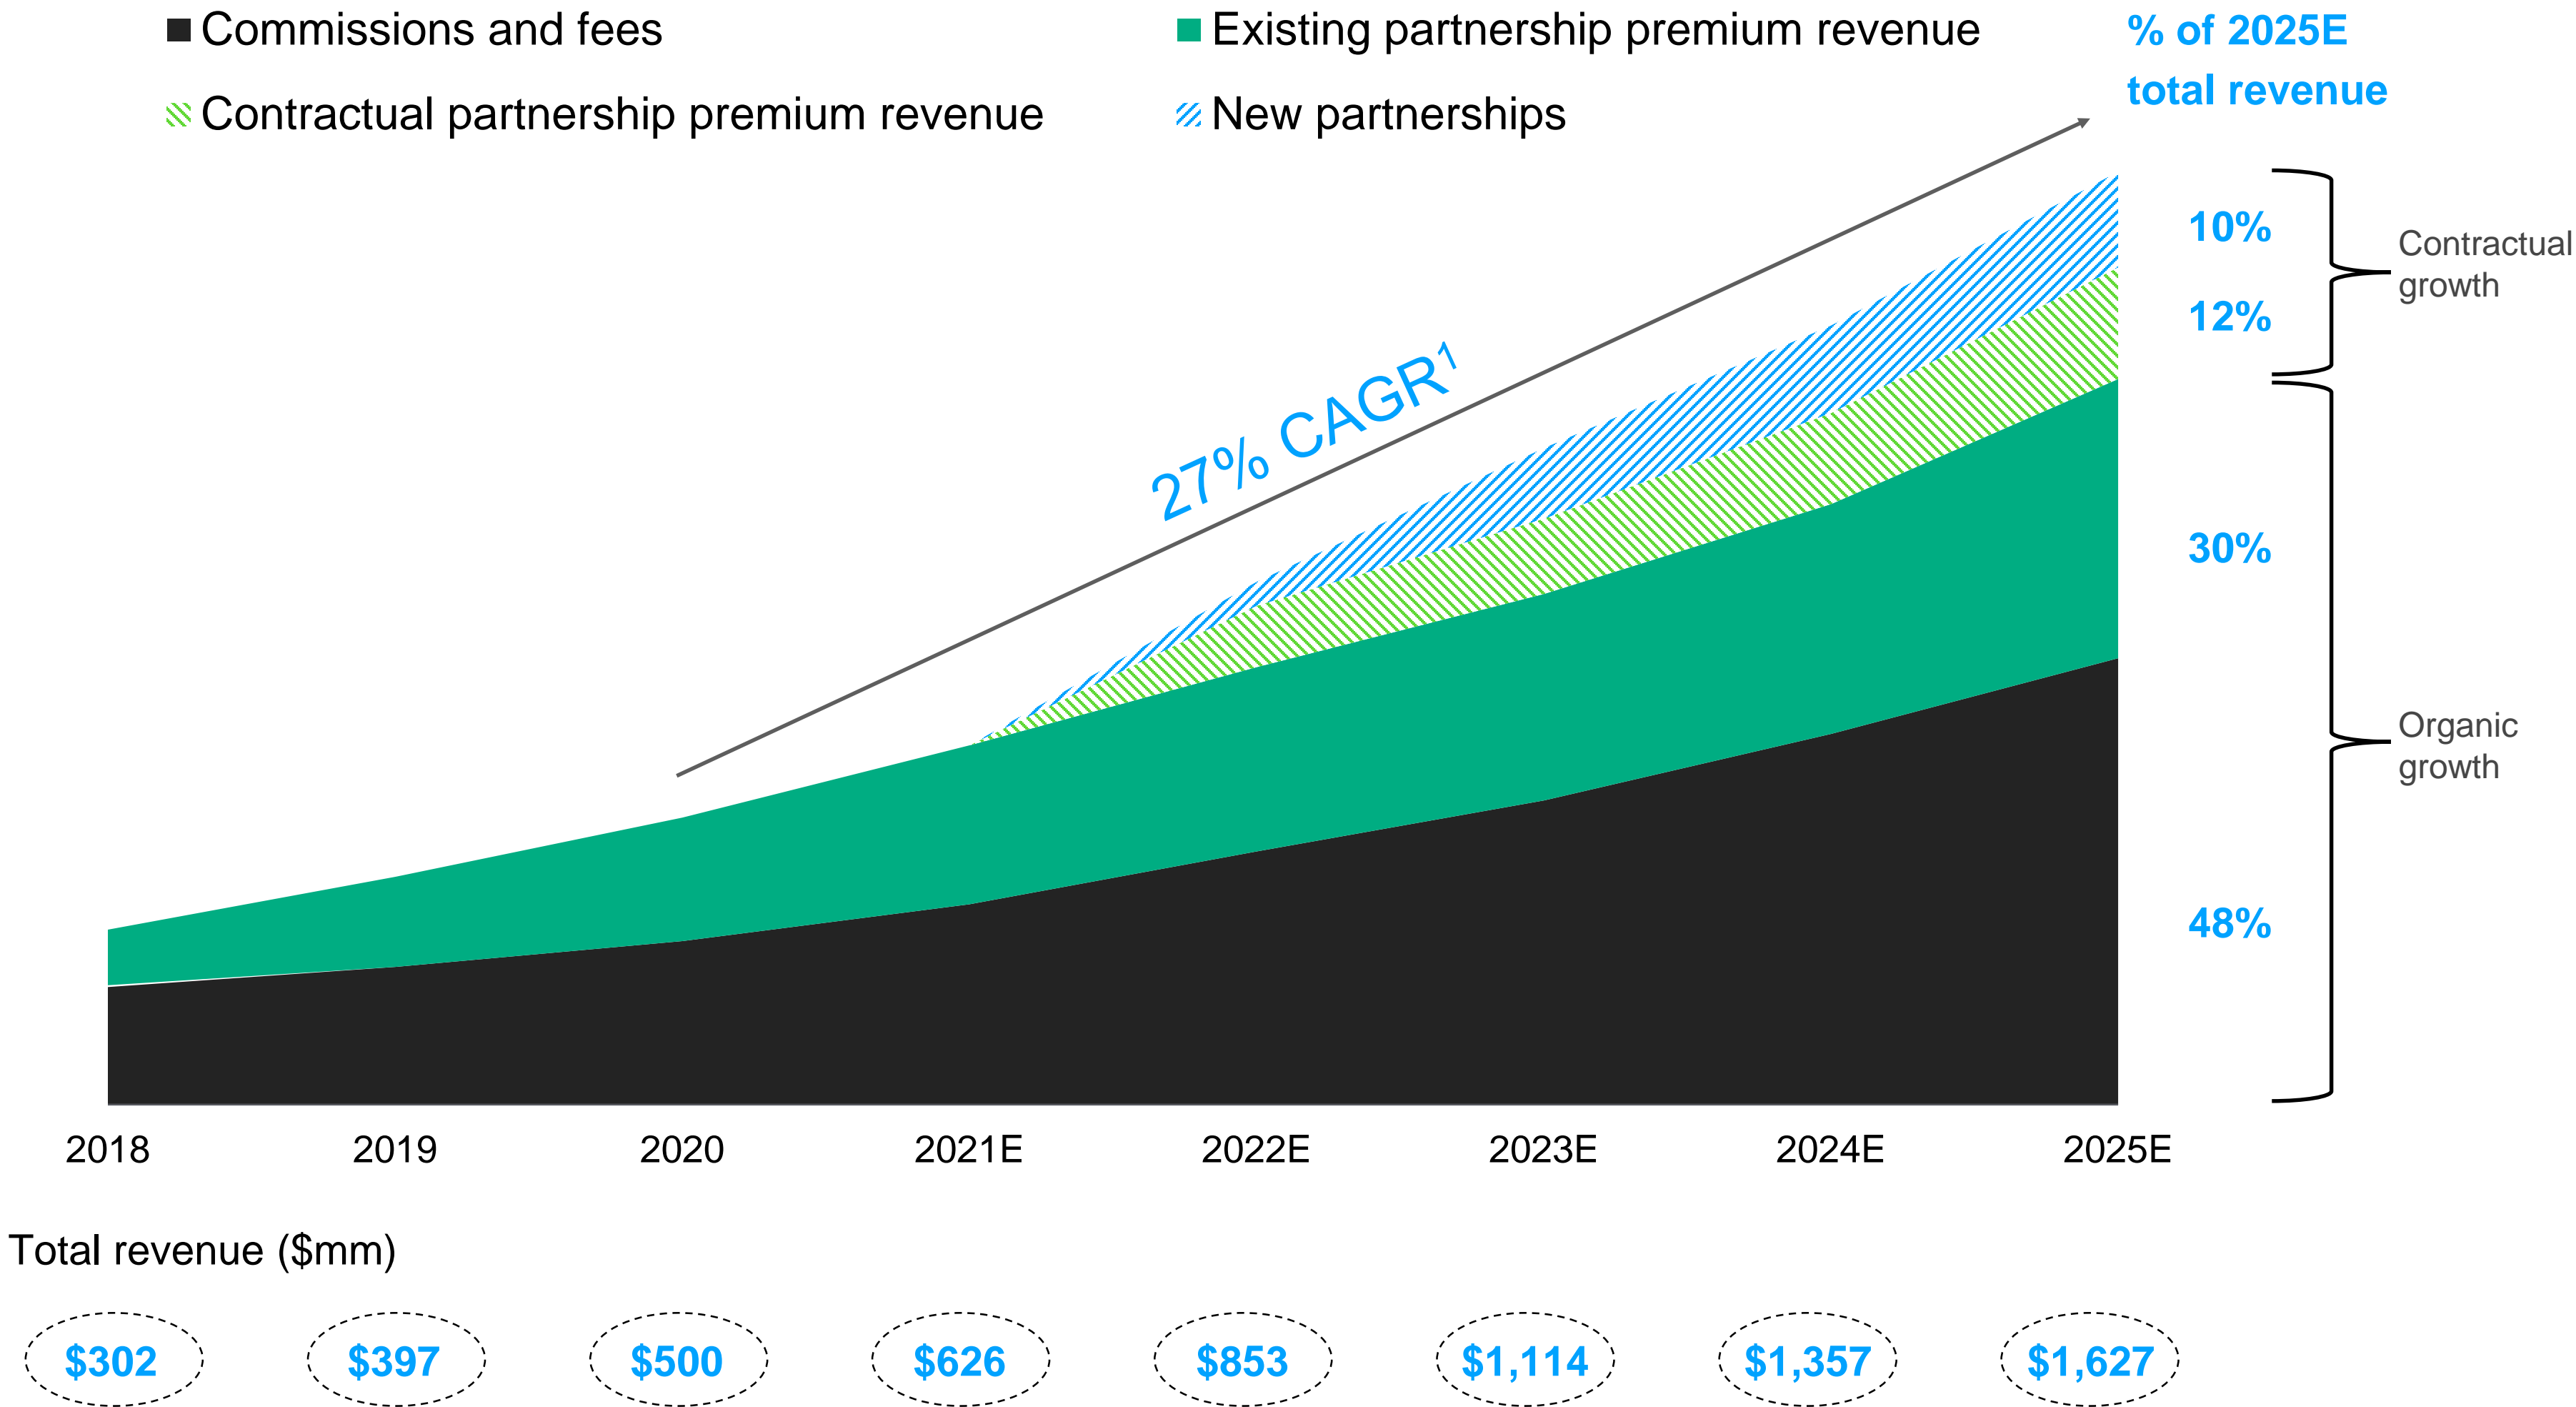 Commissions and fees
Existing partnership premium revenue
Contractual partnership premium revenue
New partnerships
% of 2025E
total revenue
27% CAGR1
10%
12%
30%
48%
Contractual
growth
Organic
growth
2018 2019 2020 2021E 2022E 2023E 2024E 2025E
Total revenue ($mm)
$302 $397 $500 $626 $853 $1,114 $1,357 $1,627